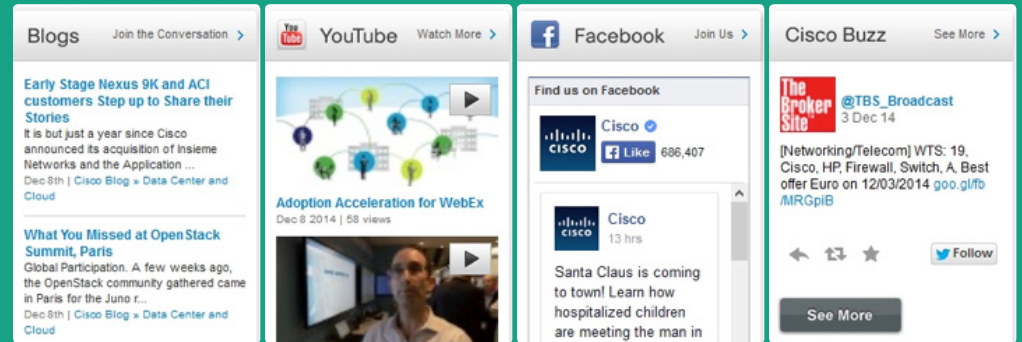 Blogs
Join the Conversation >
Early Stage Nexus 9K and ACI
customers Step up to Share their
Stories
It is but just a year since Cisco
announced its acquisition of Insieme
Networks and the Application ...
Dec 8th | Cisco Blog » Data Center and
Cloud
What You Missed at OpenStack
Summit, Paris
Global Participation. A few weeks ago,
the OpenStack community gathered came
in Paris for the Juno r...
Dec 8th | Cisco Blog » Data Center and
Cloud
You
Tube
YouTube
Watch More >
Adoption Acceleration for WebEx
Dec 8 2014 | 58 views
f
Facebook
Join Us >
Find us on Facebook
CISCO
Cisco
f Like 686,407
CISCO
Cisco
13 hrs
Santa Claus is coming
to town! Learn how
hospitalized children
are meeting the man in
Cisco Buzz
See More >
The
Broker
Site
@TBS_Broadcast
3 Dec 14
[Networking/Telecom] WTS: 19,
Cisco, HP, Firewall, Switch, A, Best
offer Euro on 12/03/2014 goo.gl/fb
/MRGpiB
Follow
See More